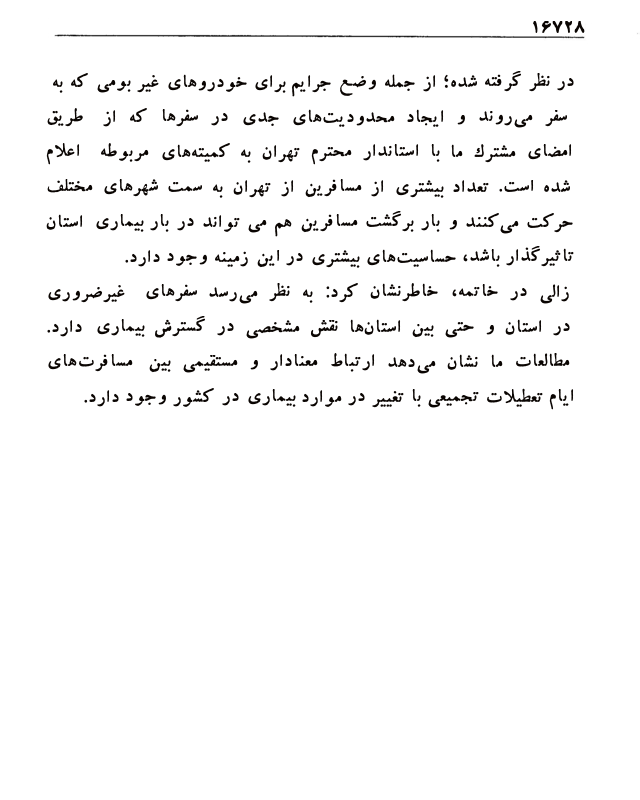 ۱۶۷۲۸
در نظر گرفته شده؛ از جمله وضع جرایم برای خودروهای غیر بومی که به
سفر می‌روند و ایجاد محدودیت‌های جدی در سفرها که از طریق
امضای مشترك ما با استاندار محترم تهران به کمیته‌های مربوطه اعلام
شده است. تعداد بیشتری از مسافرین از تهران به سمت شهرهای مختلف
حرکت می‌کنند و بار برگشت مسافرین هم می تواند در بار بیماری استان
تاثیرگذار باشد، حساسیت‌های بیشتری در این زمینه وجود دارد.
زالی در خاتمه، خاطرنشان کرد: به نظر می‌رسد سفرهای غیرضروری
در استان و حتی بین استان‌ها نقش مشخصی در گسترش بیماری دارد.
مطالعات ما نشان می‌دهد ارتباط معنادار و مستقیمی بین مسافرت‌های
ایام تعطیلات تجمیعی با تغییر در موارد بیماری در کشور وجود دارد.